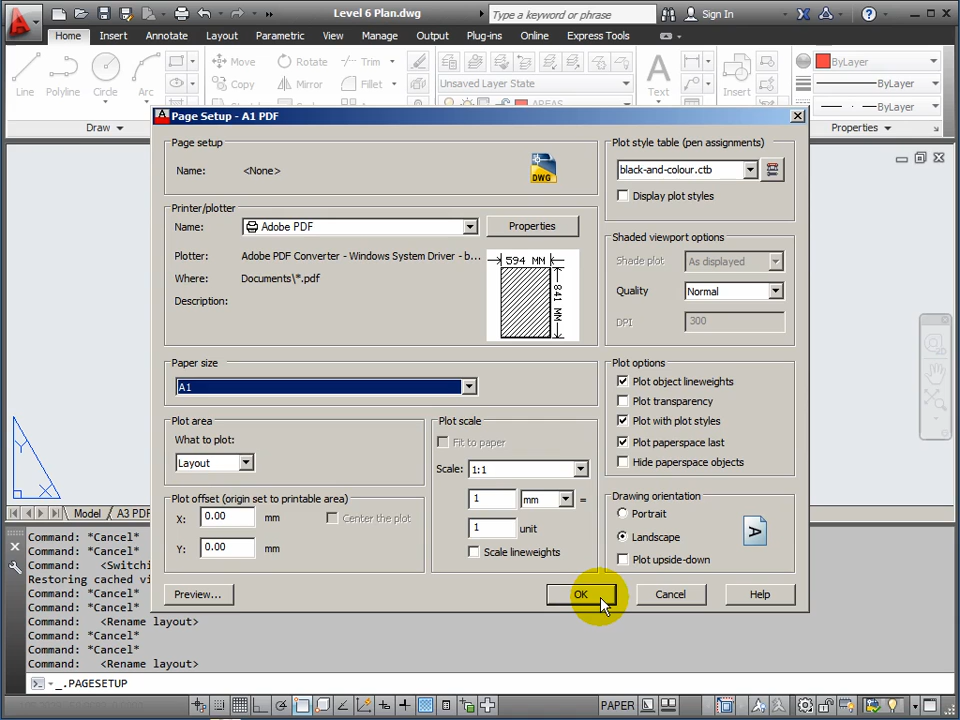 Level 6 Plan.dwg
Type a keyword or phrase
Sign In
Home Insert Annotate Layout Parametric View Manage Output Plug-ins Online Express Tools
Line Polyline Circle Arc
Move Rotate Trim
Copy Mirror Fillet
Unsaved Layer State
AREAS
Text
Insert
ByLayer
ByLayer
ByLayer
Draw
Properties
Page Setup - A1 PDF
Page setup
Name: <None>
DWG
Printer/plotter
Name: Adobe PDF
Properties
Plotter: Adobe PDF Converter - Windows System Driver - b...
Where: Documents\*.pdf
Description:
594 MM
841 MM
Paper size
A1
Plot area
What to plot:
Layout
Plot offset (origin set to printable area)
X: 0.00 mm
Center the plot
Y: 0.00 mm
Plot scale
Fit to paper
Scale: 1:1
1 mm =
1 unit
Scale lineweights
Plot style table (pen assignments)
black-and-colour.ctb
Display plot styles
Shaded viewport options
Shade plot As displayed
Quality Normal
DPI 300
Plot options
Plot object lineweights
Plot transparency
Plot with plot styles
Plot paperspace last
Hide paperspace objects
Drawing orientation
Portrait
Landscape
Plot upside-down
A
Preview...
OK
Cancel
Help
Y
X
Model A3 PDF
Command: *Cancel*
Command: *Cancel*
Command: <Switchi
Restoring cached vi
Command: *Cancel*
Command: *Cancel*
Command: <Rename layout>
Command: *Cancel*
Command: <Rename layout>
_.PAGESETUP
PAPER